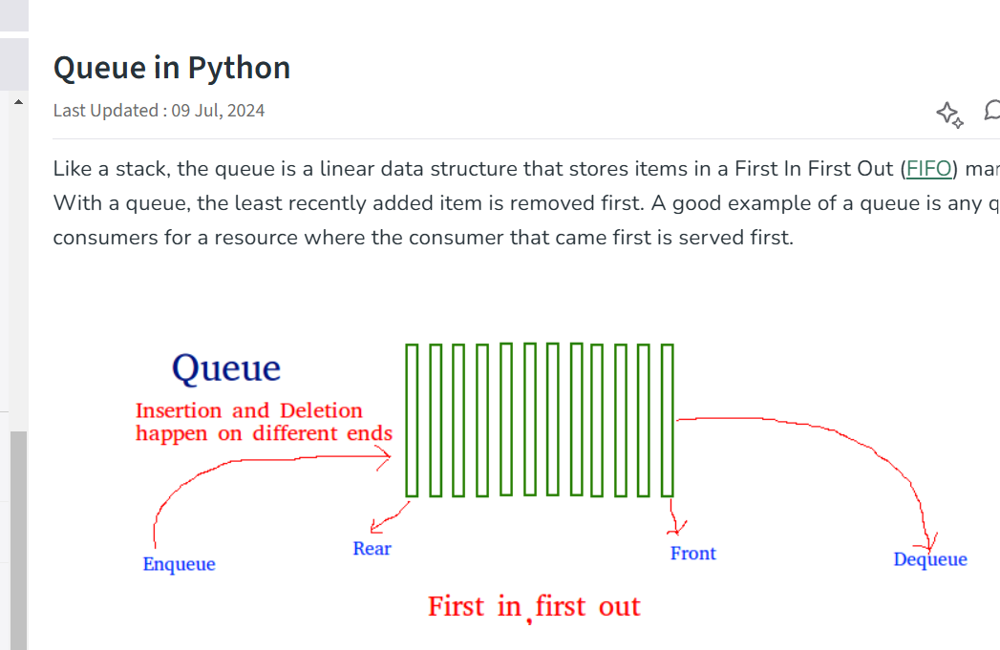 Queue in Python
Last Updated : 09 Jul, 2024
Like a stack, the queue is a linear data structure that stores items in a First In First Out (FIFO)
With a queue, the least recently added item is removed first. A good example of a queue is any
consumers for a resource where the consumer that came first is served first.
Queue
Insertion and Deletion
happen on different ends
Enqueue
Rear
Front
Dequeue
First in, first out